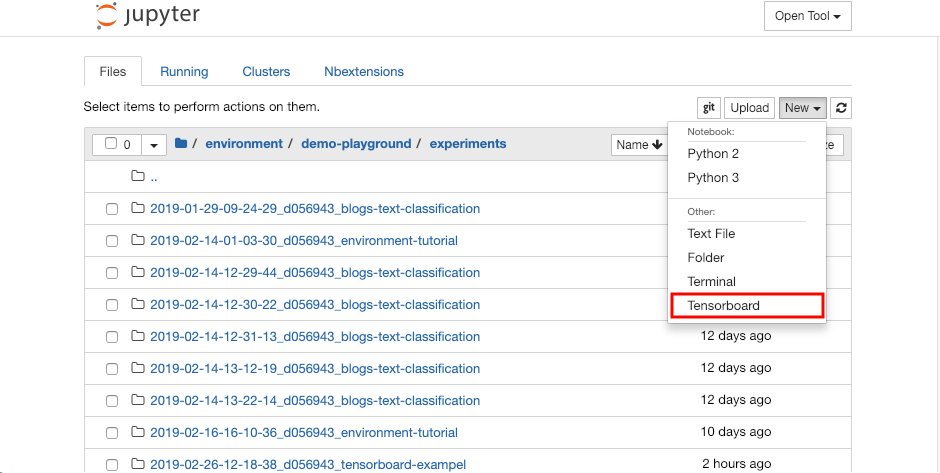 jupyter
Open Tool
Files Running Clusters Nbextensions
Select items to perform actions on them.
git Upload New
0 / environment / demo-playground / experiments
Name
Notebook:
Python 2
Python 3
Other:
Text File
Folder
Terminal
Tensorboard
..
2019-01-29-09-24-29_d056943_blogs-text-classification
2019-02-14-01-03-30_d056943_environment-tutorial
2019-02-14-12-29-44_d056943_blogs-text-classification
2019-02-14-12-30-22_d056943_blogs-text-classification
2019-02-14-12-31-13_d056943_blogs-text-classification 12 days ago
2019-02-14-13-12-19_d056943_blogs-text-classification 12 days ago
2019-02-14-13-22-14_d056943_blogs-text-classification 12 days ago
2019-02-16-16-10-36_d056943_environment-tutorial 10 days ago
2019-02-26-12-18-38_d056943_tensorboard-exampel 2 hours ago